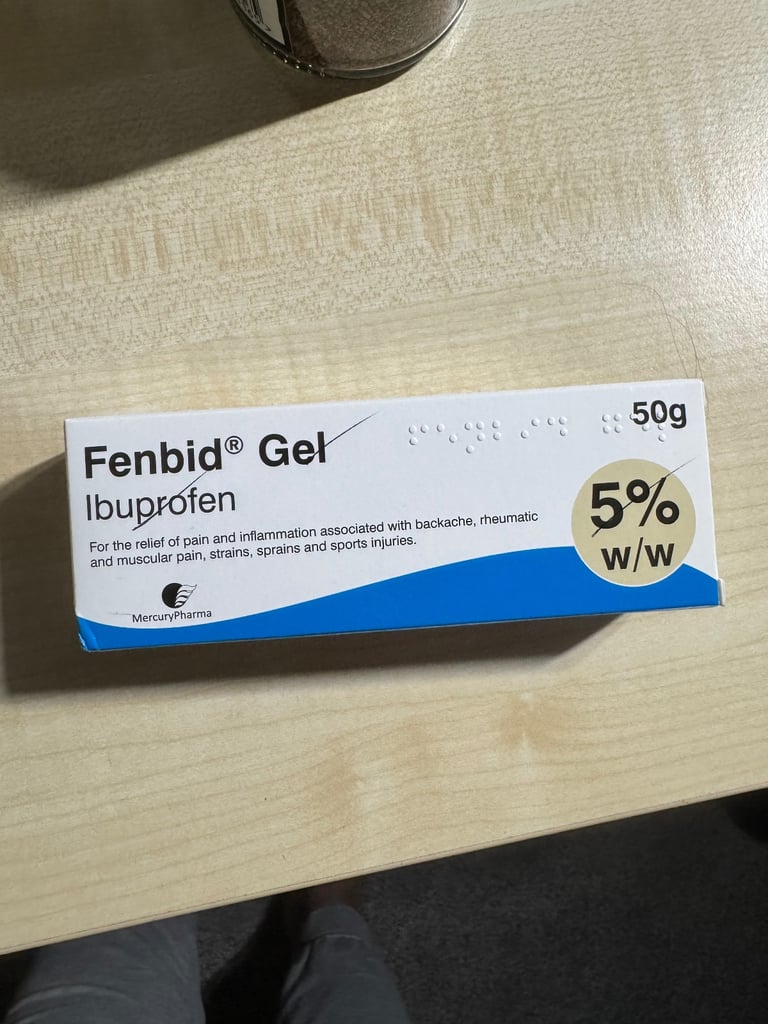 Fenbid® Gel
50g
Ibuprofen
5%
w/w
For the relief of pain and inflammation associated with backache, rheumatic
and muscular pain, strains, sprains and sports injuries.
MercuryPharma